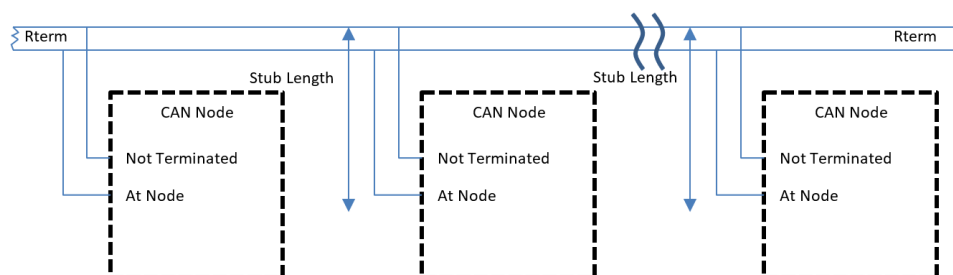 Rterm
Rterm
Stub Length
Stub Length
CAN Node
CAN Node
CAN Node
Not Terminated
Not Terminated
Not Terminated
At Node
At Node
At Node